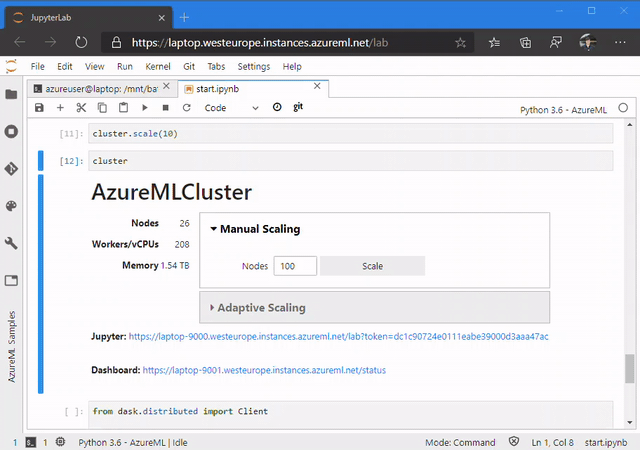 JupyterLab
https://laptop.westeurope.instances.azureml.net/lab
File Edit View Run Kernel Git Tabs Settings Help
azureuser@laptop: /mnt/ba
start.ipynb
Code
git
Python 3.6 - AzureML
[11]: cluster.scale(10)
[12]: cluster
AzureMLCluster
Nodes 26
Workers/vCPUs 208
Memory 1.54 TB
Manual Scaling
Nodes 100 Scale
Adaptive Scaling
Jupyter: https://laptop-9000.westeurope.instances.azureml.net/lab?token=dc1c90724e0111eabe39000d3aaa47ac
Dashboard: https://laptop-9001.westeurope.instances.azureml.net/status
[ ]: from dask.distributed import Client
AzureML Samples
1 1 Python 3.6 - AzureML | Idle Mode: Command Ln 1, Col 8 start.ipynb